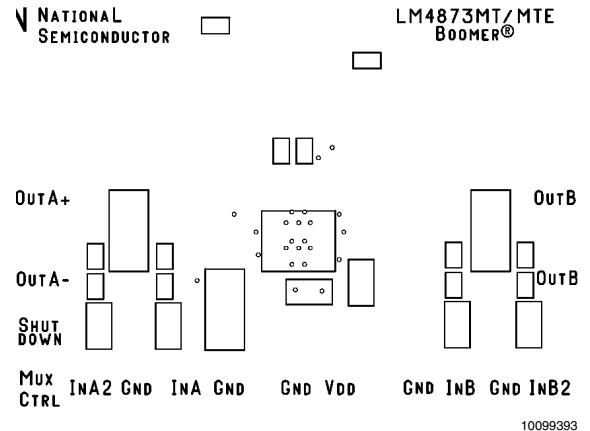 NATIONAL
SEMICONDUCTOR
LM4873MT/MTE
BOOMER®
OUTA+
OUTB
OUTA-
OUTB
SHUT
DOWN
MUX
CTRL
INA2 GND INA GND GND VDD GND INB GND INB2
10099393